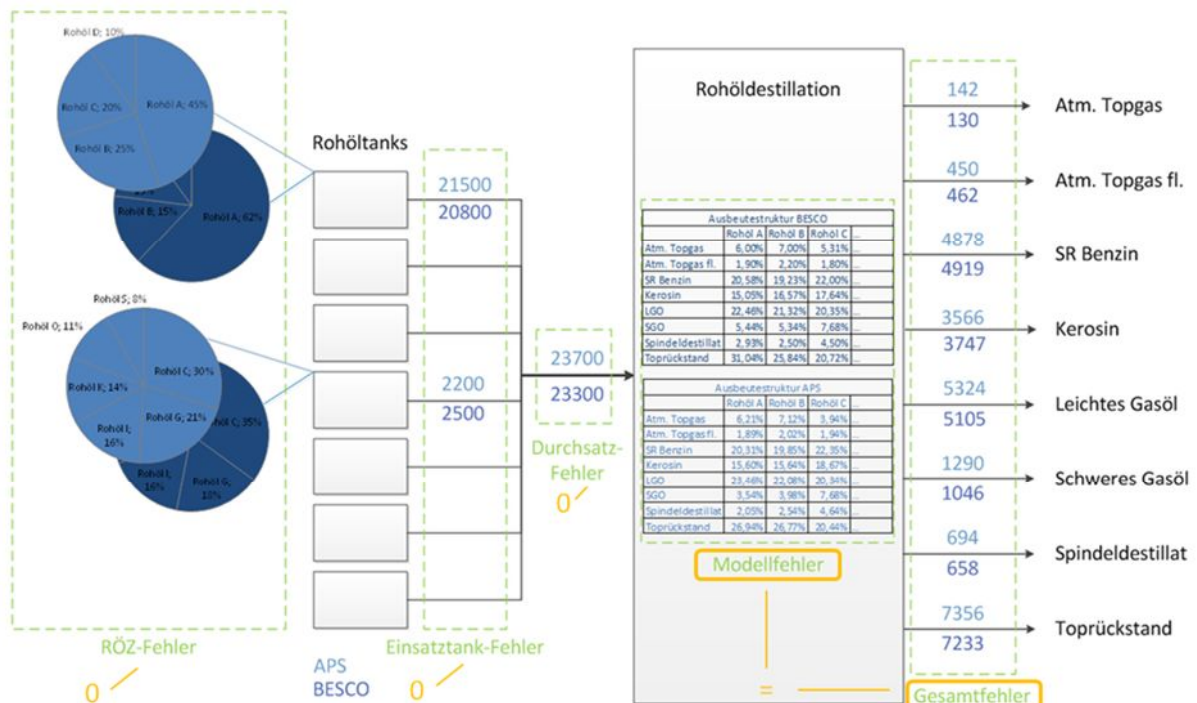 Rohöl D; 10%
Rohöl C; 20%
Rohöl A; 45%
Rohöl B; 25%
Rohöl B; 15%
Rohöl A; 62%
Rohöl S; 8%
Rohöl O; 11%
Rohöl K; 14%
Rohöl C; 30%
Rohöl G; 21%
Rohöl I;
16%
C; 35%
Rohöl I;
16%
Rohöl G;
18%
RÖZ-Fehler
0
Rohöltanks
21500
20800
2200
2500
Einsatztank-Fehler
0
APS
BESCO
23700
23300
Durchsatz-
Fehler
0
Rohöldestillation
Ausbeutestruktur BESCO
Rohöl A Rohöl B Rohöl C ...
Atm. Topgas 6,00% 7,00% 5,31% ...
Atm. Topgas fl. 1,90% 2,20% 1,80% ...
SR Benzin 20,58% 19,23% 22,00% ...
Kerosin 15,05% 16,57% 17,64% ...
LGO 22,46% 21,32% 20,35% ...
SGO 5,44% 5,34% 7,68% ...
Spindeldestillat 2,93% 2,50% 4,50% ...
Toprückstand 31,04% 25,84% 20,72% ...
Ausbeutestruktur APS
Rohöl A Rohöl B Rohöl C ...
Atm. Topgas 6,21% 7,12% 3,94% ...
Atm. Topgas fl. 1,89% 2,02% 1,94% ...
SR Benzin 20,31% 19,85% 22,35% ...
Kerosin 15,60% 15,64% 18,67% ...
LGO 23,46% 22,08% 20,34% ...
SGO 3,54% 3,98% 7,68% ...
Spindeldestillat 2,05% 2,54% 4,64% ...
Toprückstand 26,94% 26,77% 20,44% ...
Modellfehler
=
142
130
Atm. Topgas
450
462
Atm. Topgas fl.
4878
4919
SR Benzin
3566
3747
Kerosin
5324
5105
Leichtes Gasöl
1290
1046
Schweres Gasöl
694
658
Spindeldestillat
7356
7233
Toprückstand
Gesamtfehler